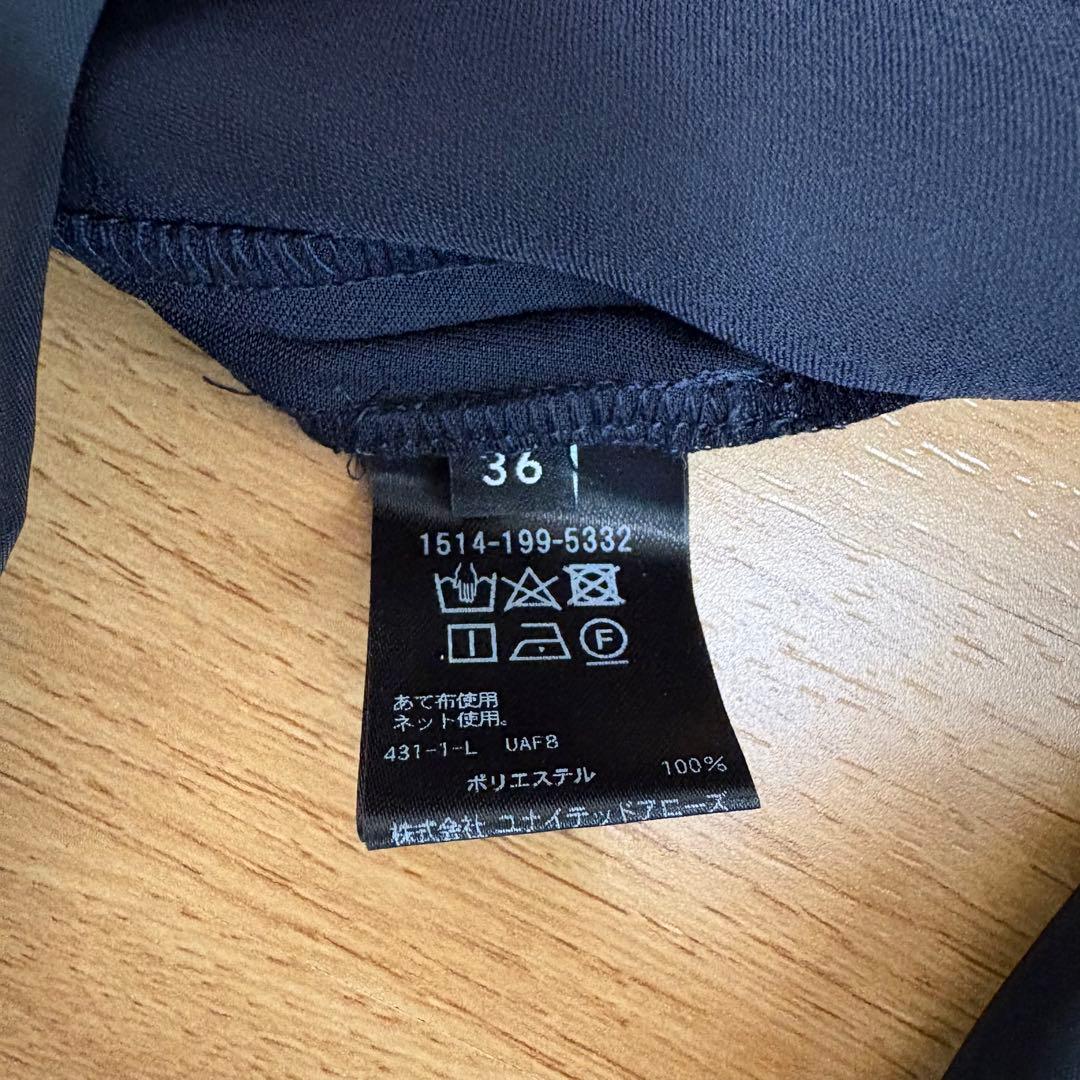 36
1514-199-5332
F
あて布使用
ネット使用。
431-1-L UAF8
ポリエステル 100%
株式会社 ユナイテッドアローズ